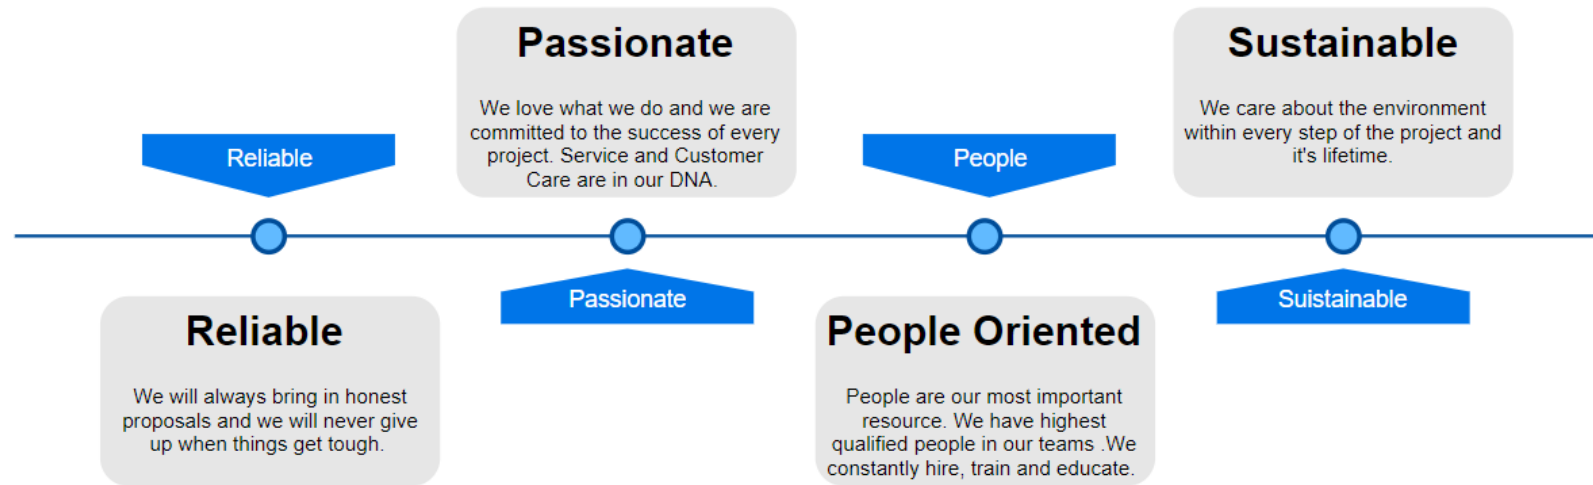 Passionate
We love what we do and we are
committed to the success of every
project. Service and Customer
Care are in our DNA.
Sustainable
We care about the environment
within every step of the project and
it's lifetime.
Reliable
People
Passionate
Suistainable
Reliable
We will always bring in honest
proposals and we will never give
up when things get tough.
People Oriented
People are our most important
resource. We have highest
qualified people in our teams .We
constantly hire, train and educate.